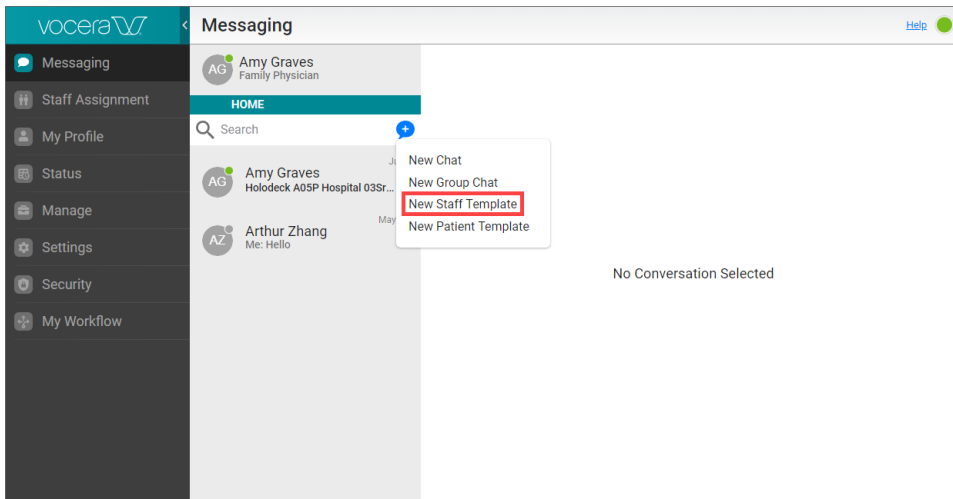 vocera
Messaging
Help
Messaging
Staff Assignment
My Profile
Status
Manage
Settings
Security
My Workflow
AG
Amy Graves
Family Physician
HOME
Search
New Chat
New Group Chat
New Staff Template
New Patient Template
AG
Amy Graves
Holodeck A05P Hospital 03Sr...
May
AZ
Arthur Zhang
Me: Hello
No Conversation Selected